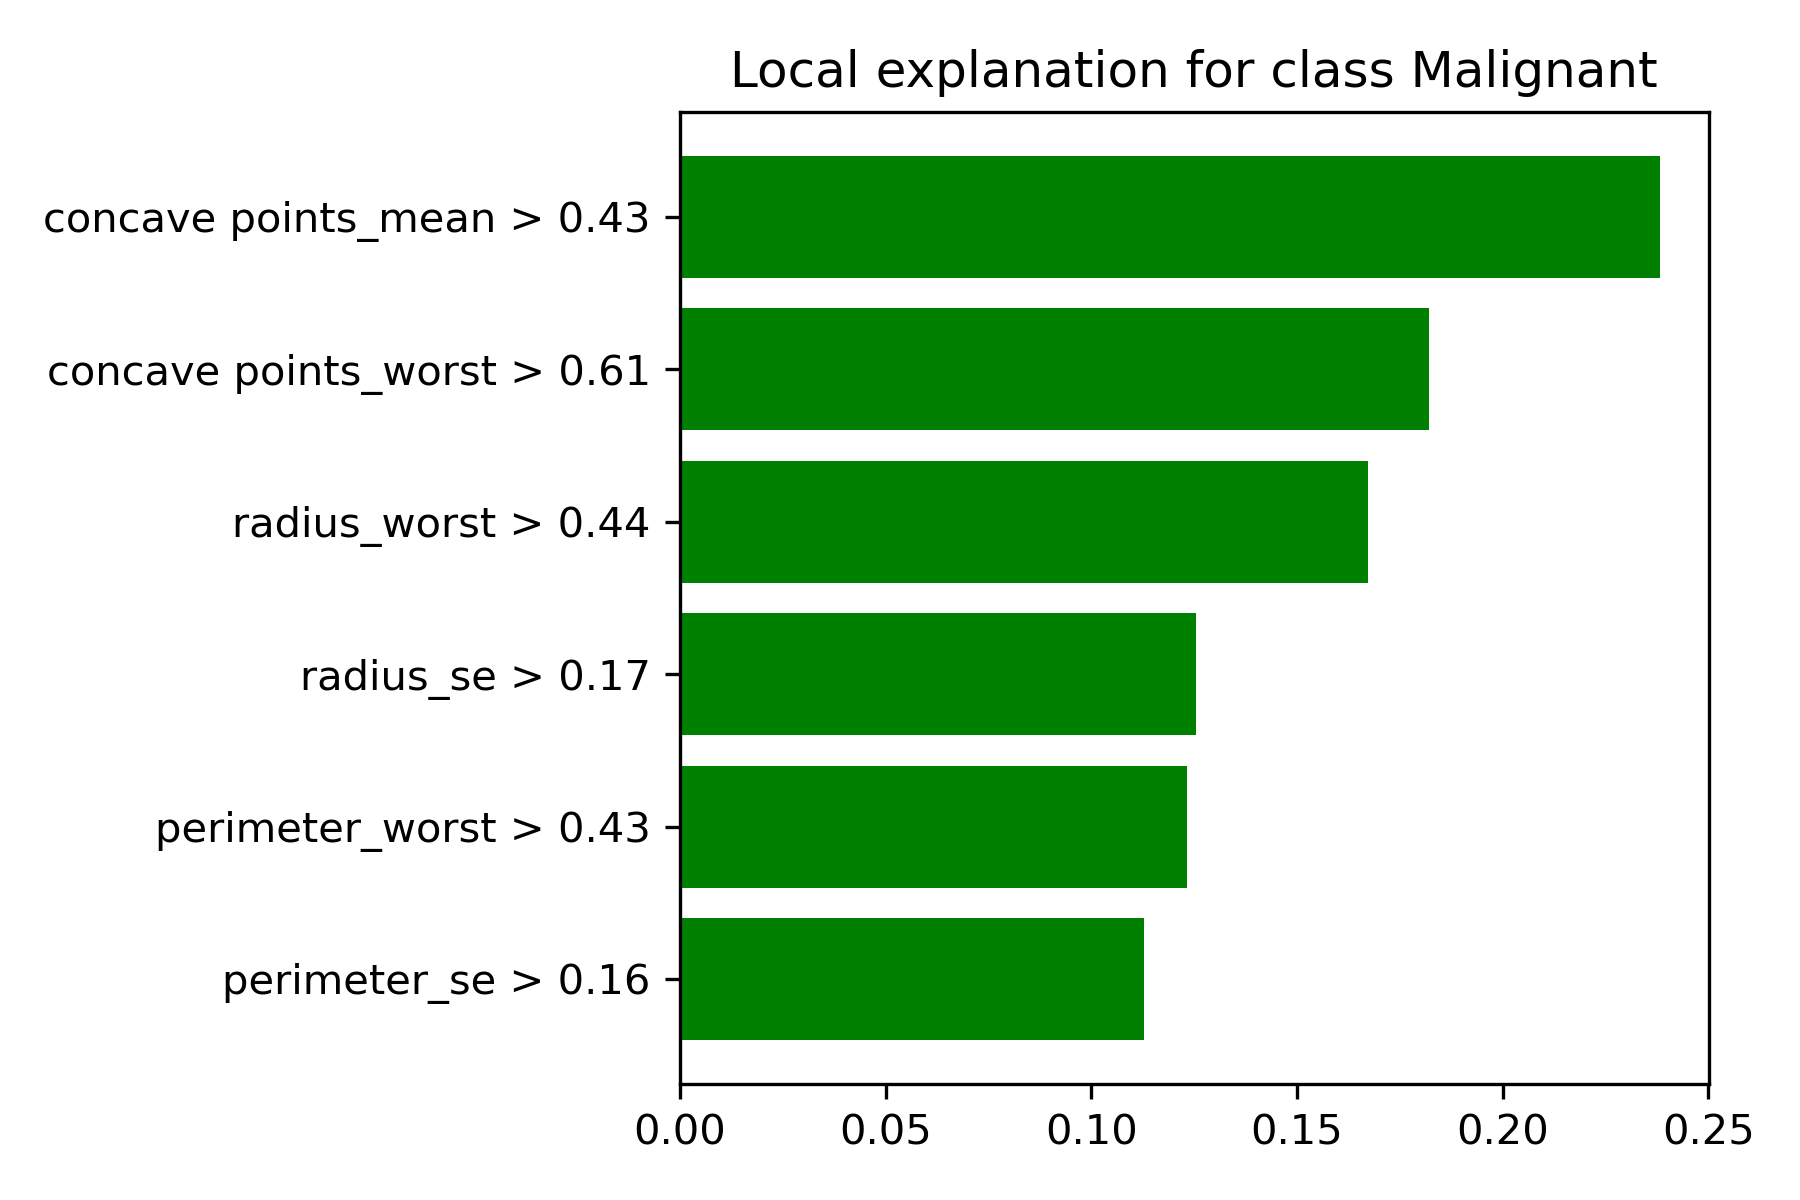 Local explanation for class Malignant
concave points_mean > 0.43
concave points_worst > 0.61
radius_worst > 0.44
radius_se > 0.17
perimeter_worst > 0.43
perimeter_se > 0.16
0.00 0.05 0.10 0.15 0.20 0.25